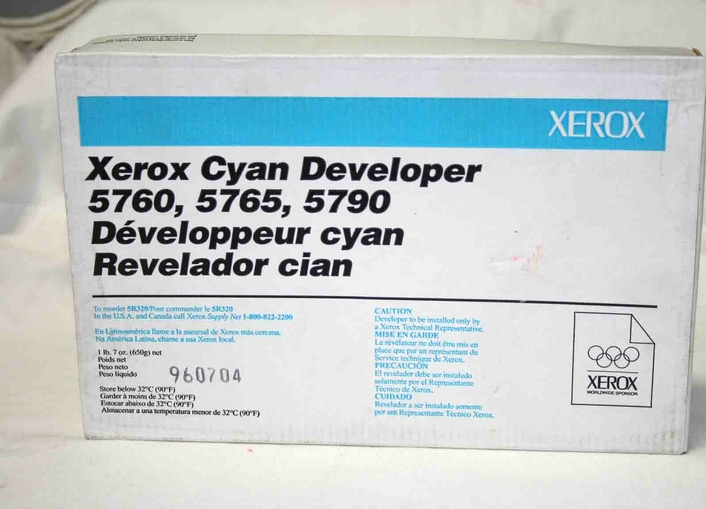 XEROX
Xerox Cyan Developer
5760, 5765, 5790
Développeur cyan
Revelador cian
To reorder 5R320/Pour commander le 5R320
In the U.S.A. and Canada call Xerox Supply Net 1-800-822-2200
En Latinoamérica llame a la sucursal de Xerox más cercana.
Na América Latina, chame a sua Xerox local.
1 lb. 7 oz. (650g) net
Poids net
Peso neto
Peso líquido
960704
Store below 32°C (90°F)
Garder à moins de 32°C (90°F)
Estocar abaixo de 32°C (90°F)
Almacenar a una temperatura menor de 32°C (90°F)
CAUTION
Developer to be installed only by
a Xerox Technical Representative.
MISE EN GARDE
Le révélateur ne doit être mis en
place que par un représentant du
Service technique de Xerox.
PRECAUCIÓN
El revelador debe ser instalado
solamente por el Representante
Técnico de Xerox.
CUIDADO
Revelador a ser instalado somente
por um Representante Técnico Xerox.
XEROX
WORLDWIDE SPONSOR